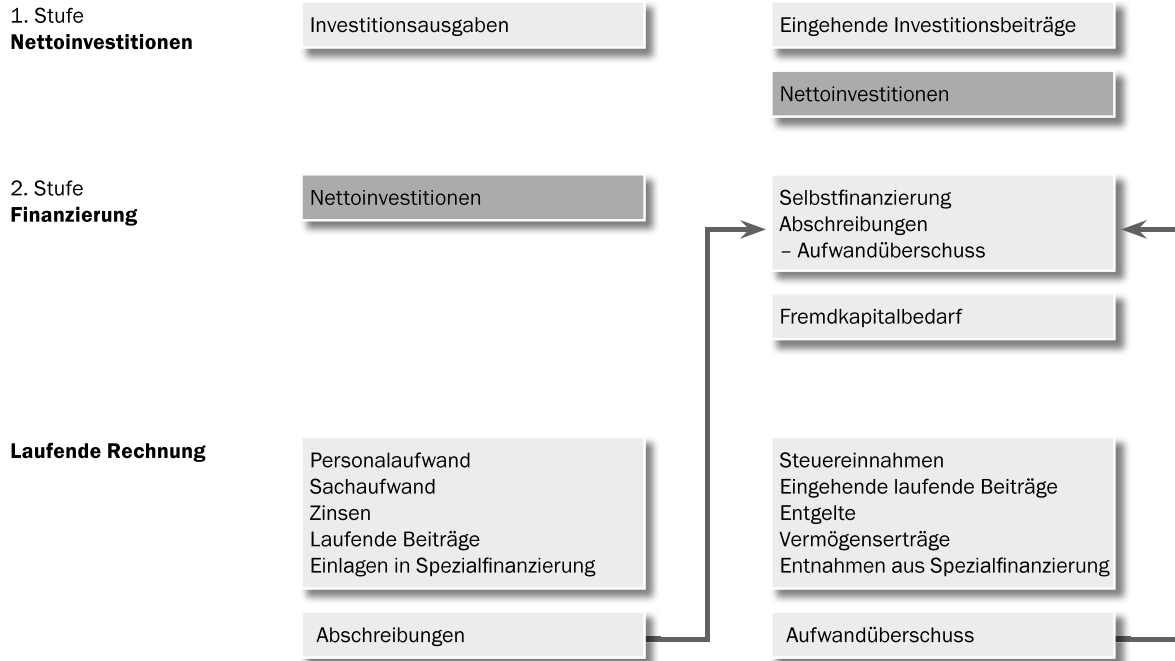 1. Stufe
Nettoinvestitionen
Investitionsausgaben
Eingehende Investitionsbeiträge
Nettoinvestitionen
2. Stufe
Finanzierung
Nettoinvestitionen
Selbstfinanzierung
Abschreibungen
– Aufwandüberschuss
Fremdkapitalbedarf
Laufende Rechnung
Personalaufwand
Sachaufwand
Zinsen
Laufende Beiträge
Einlagen in Spezialfinanzierung
Steuereinnahmen
Eingehende laufende Beiträge
Entgelte
Vermögenserträge
Entnahmen aus Spezialfinanzierung
Abschreibungen
Aufwandüberschuss